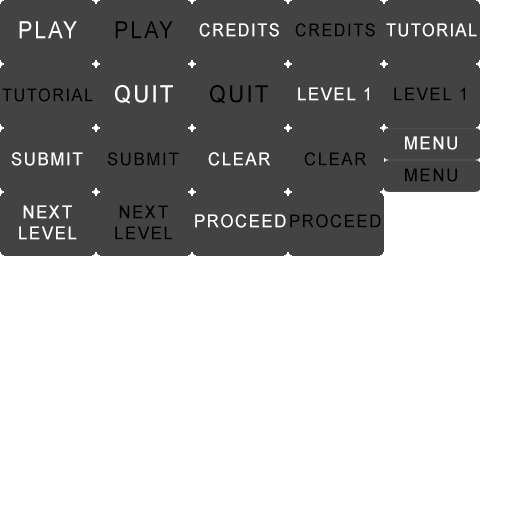 PLAY PLAY CREDITS CREDITS TUTORIAL
TUTORIAL QUIT QUIT LEVEL 1 LEVEL 1
SUBMIT SUBMIT CLEAR CLEAR MENU
MENU
NEXT LEVEL NEXT LEVEL PROCEED PROCEED